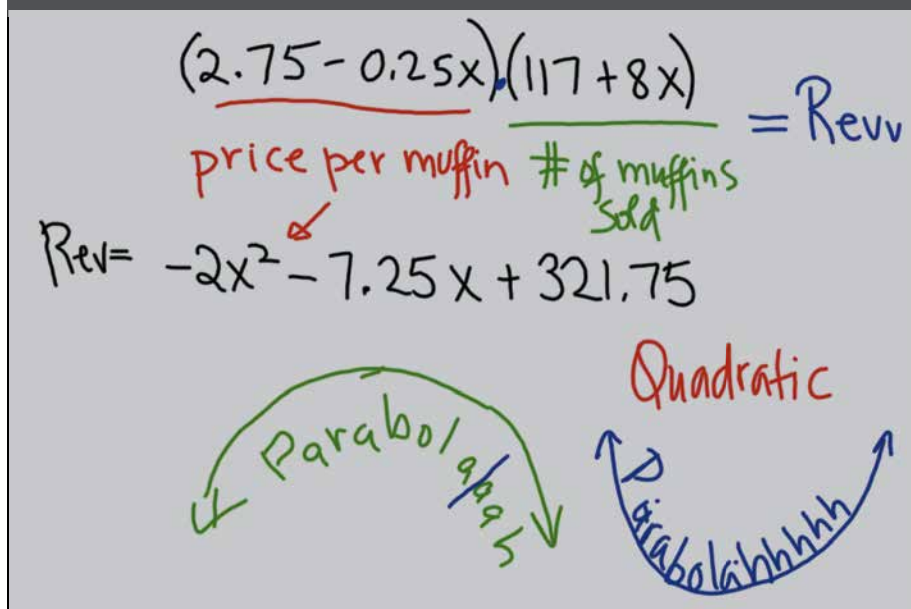 (2.75 - 0.25x).(117 + 8x)
= Revv
price per muffin
# of muffins
sold
Rev= -2x² - 7.25x + 321.75
Quadratic
Parabolaaah
Parabolahhhhh